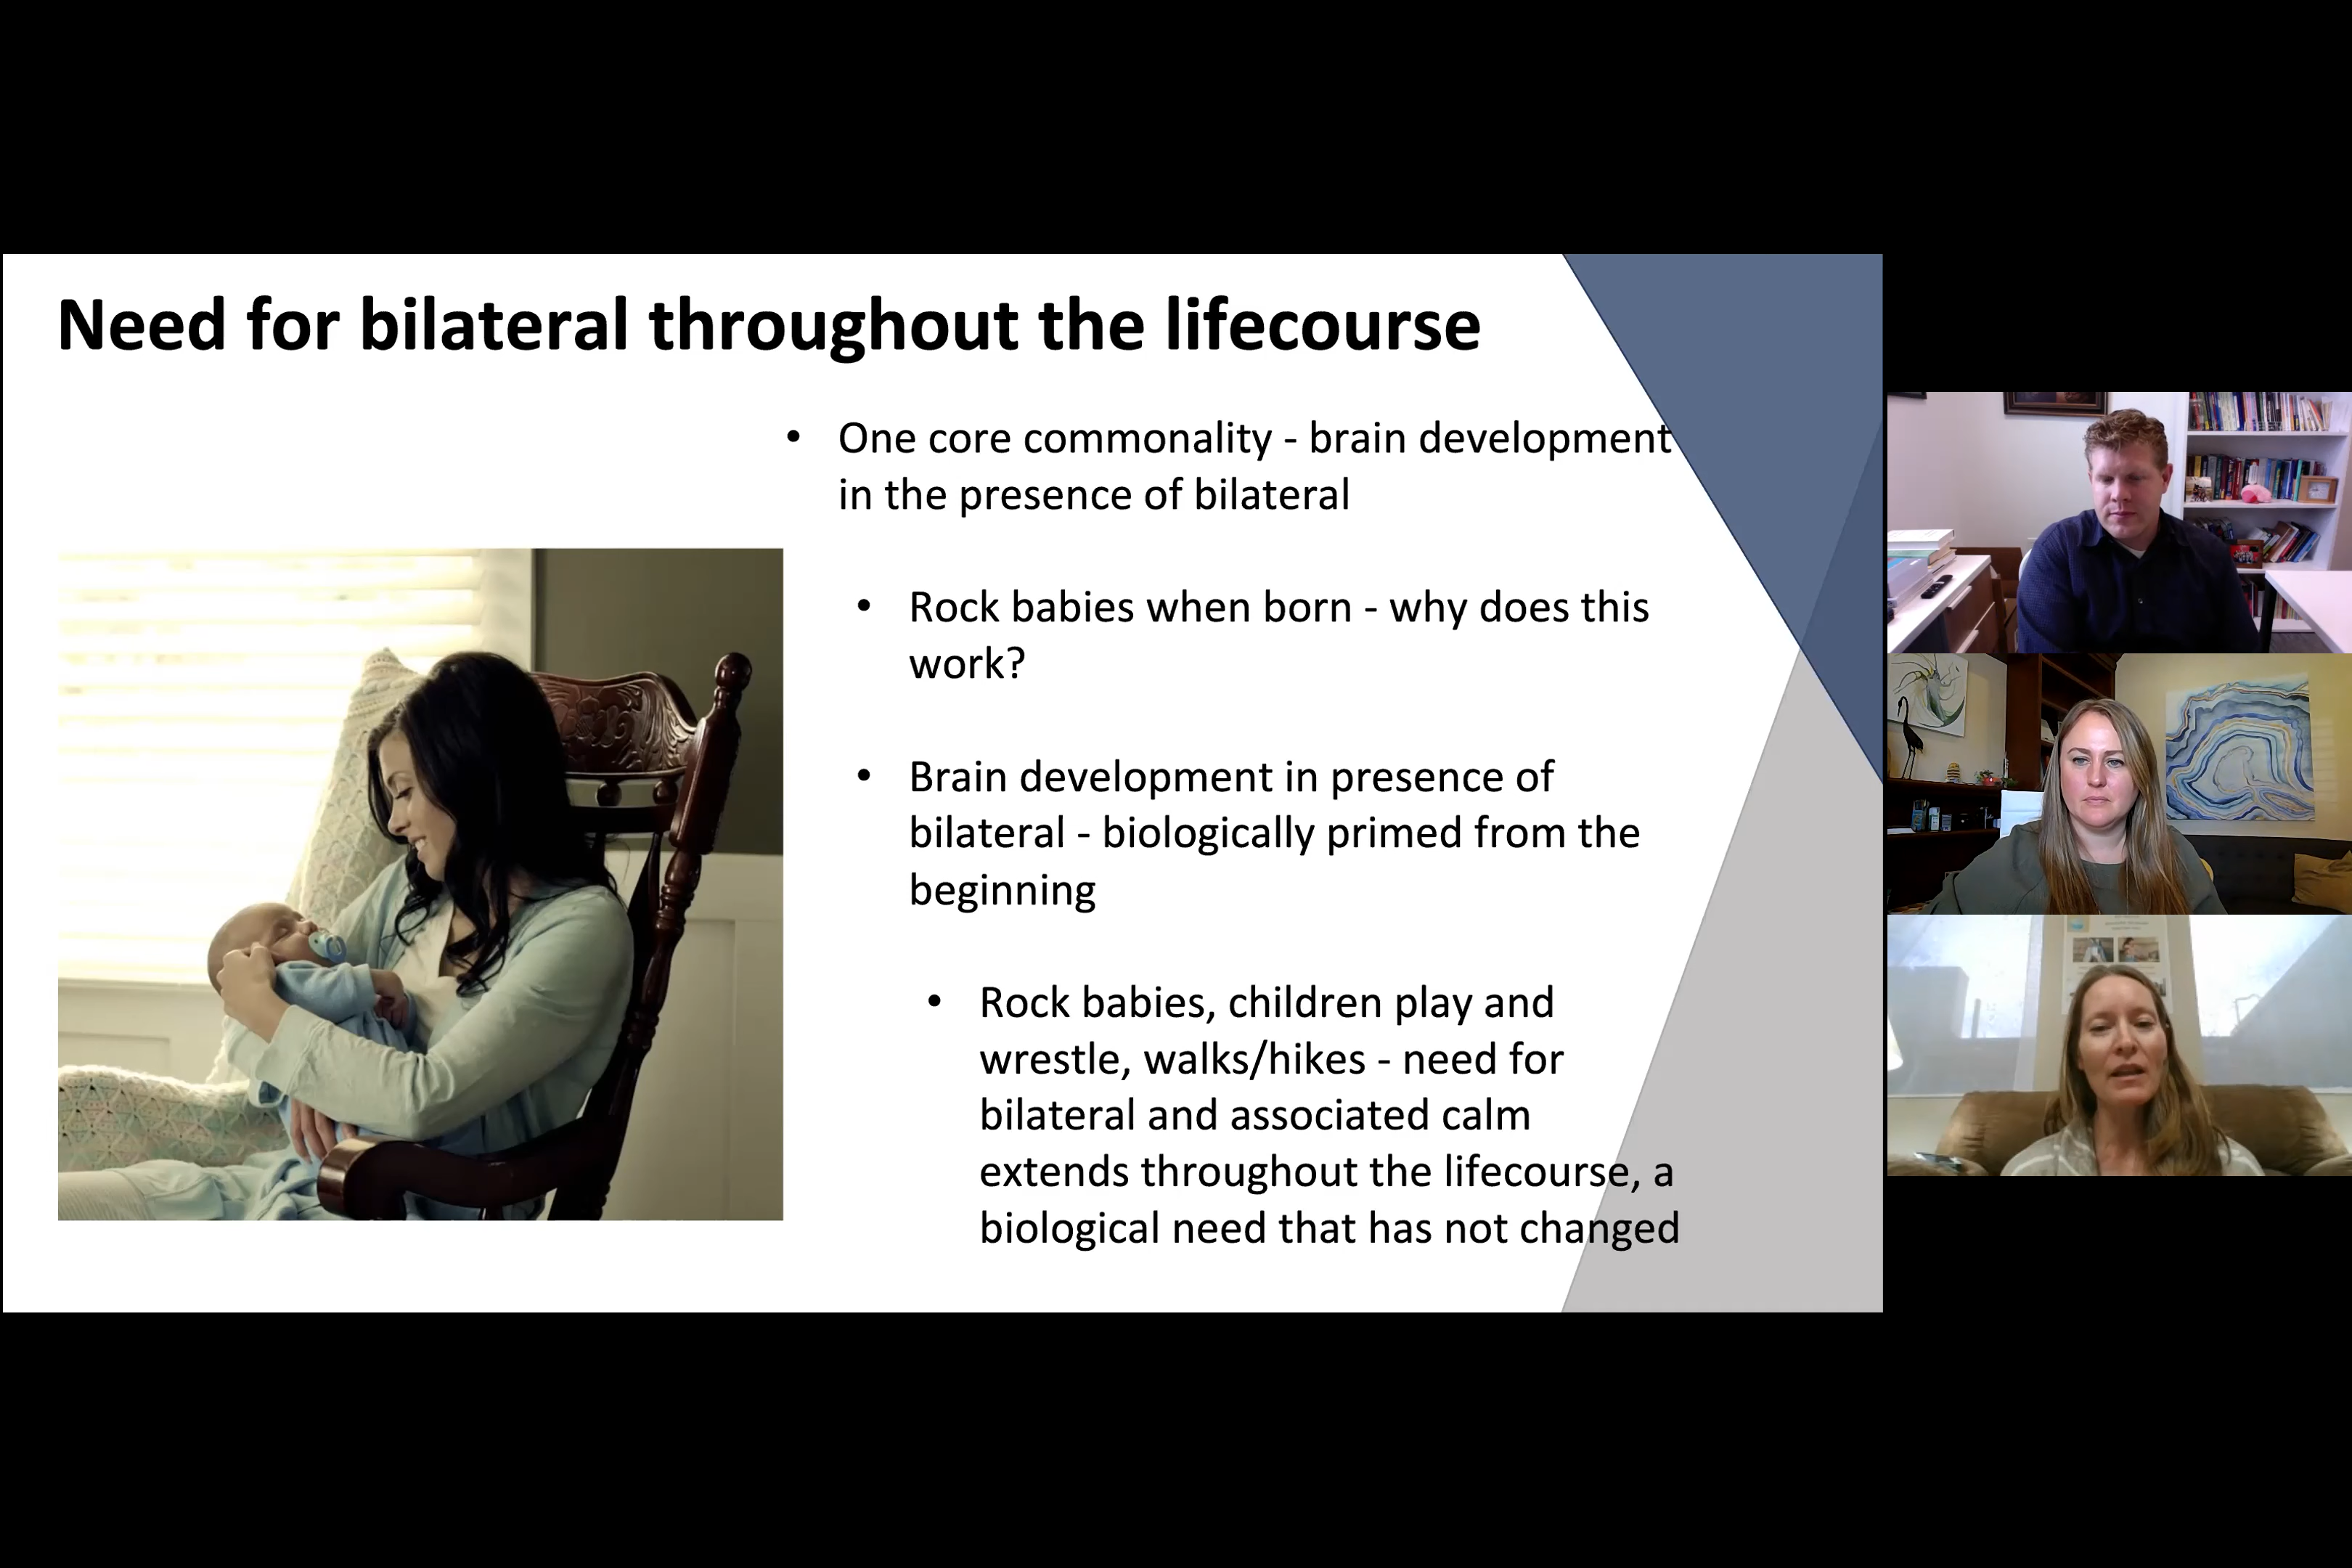 Need for bilateral throughout the lifecourse
• One core commonality - brain development
in the presence of bilateral
• Rock babies when born - why does this
work?
• Brain development in presence of
bilateral - biologically primed from the
beginning
• Rock babies, children play and
wrestle, walks/hikes - need for
bilateral and associated calm
extends throughout the lifecourse, a
biological need that has not changed